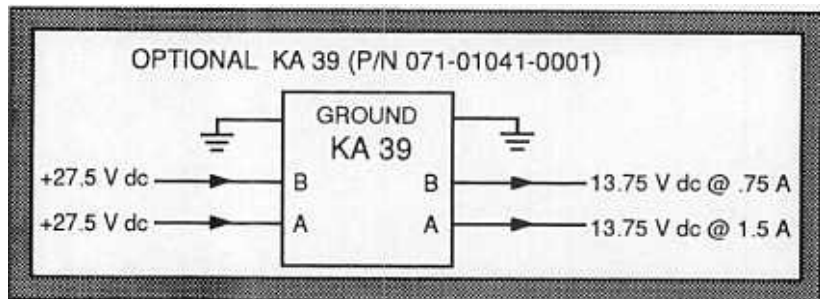 OPTIONAL KA 39 (P/N 071-01041-0001)
GROUND
KA 39
+27.5 V dc B B 13.75 V dc @ .75 A
+27.5 V dc A A 13.75 V dc @ 1.5 A